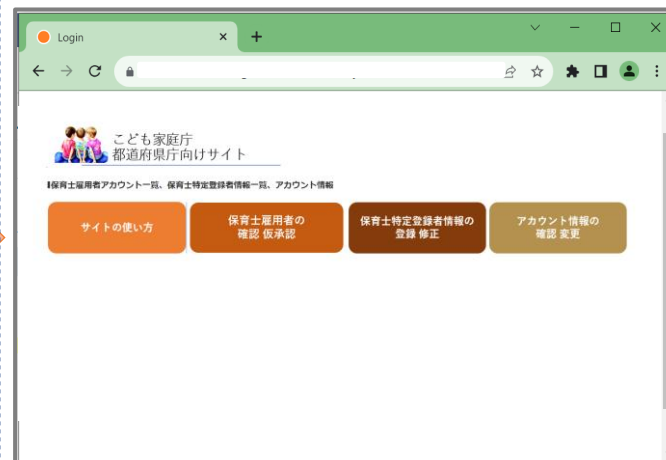 Login
こども家庭庁
都道府県庁向けサイト
保育士雇用者アカウント一覧、保育士特定登録者情報一覧、アカウント情報
サイトの使い方
保育士雇用者の
確認 仮承認
保育士特定登録者情報の
登録 修正
アカウント情報の
確認 変更